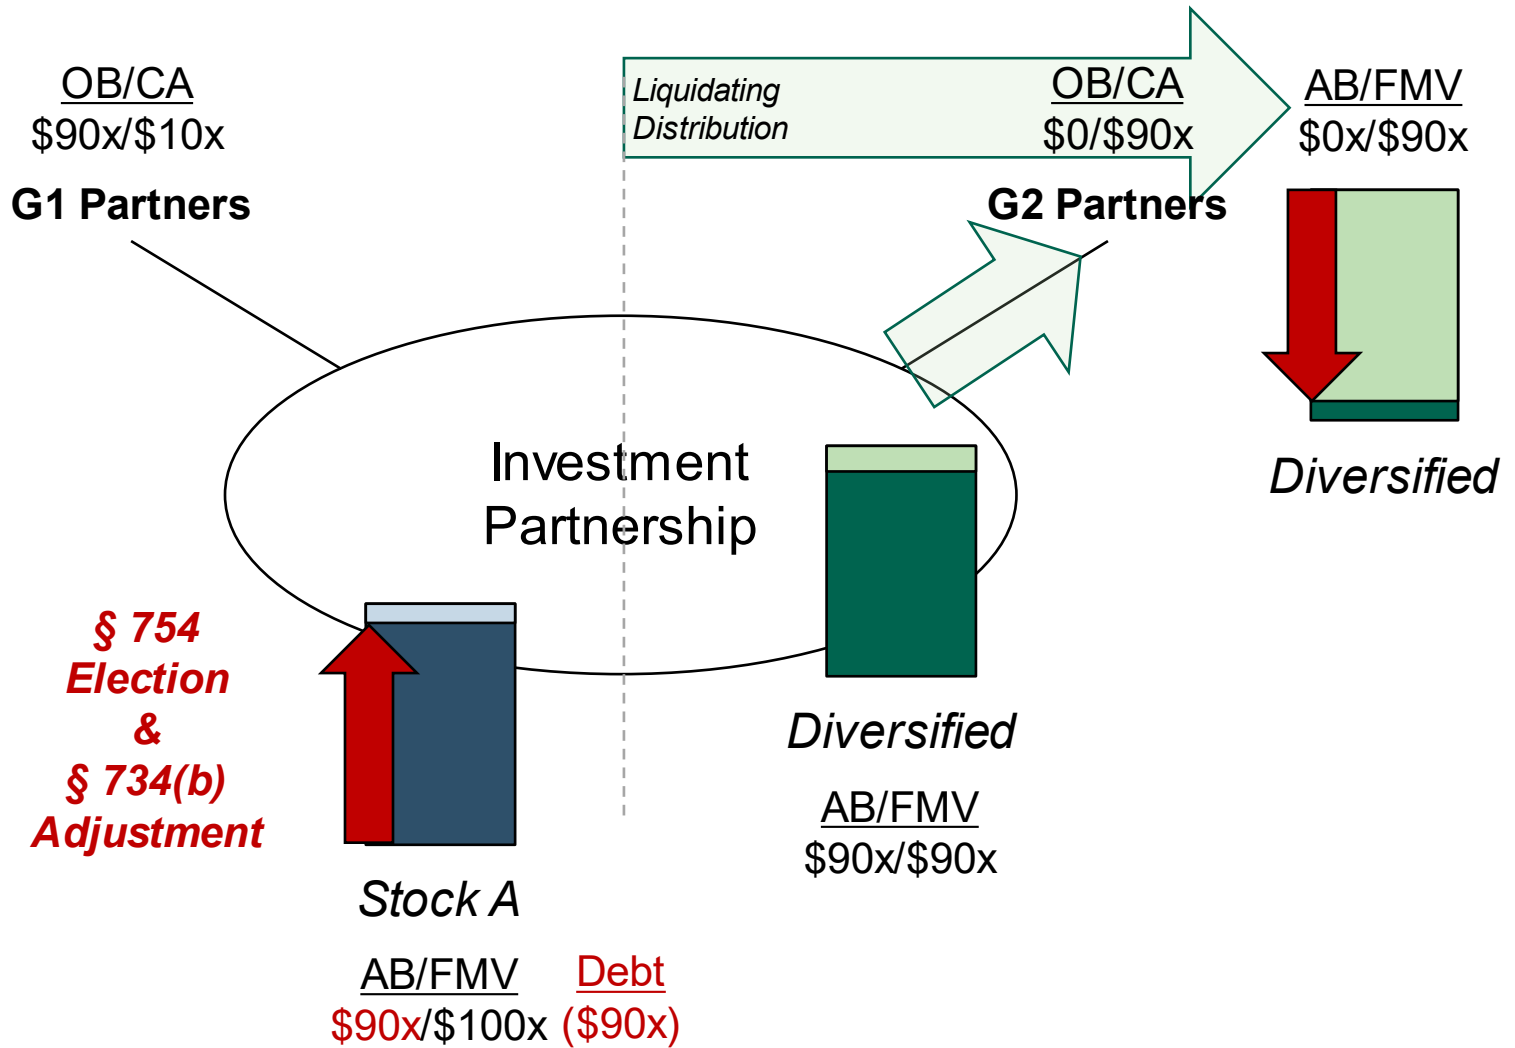 OB/CA
$90x/$10x
G1 Partners
Liquidating
Distribution
OB/CA
$0/$90x
G2 Partners
AB/FMV
$0x/$90x
Diversified
Investment
Partnership
§ 754
Election
&
§ 734(b)
Adjustment
Stock A
AB/FMV
$90x/$100x
Debt
($90x)
Diversified
AB/FMV
$90x/$90x